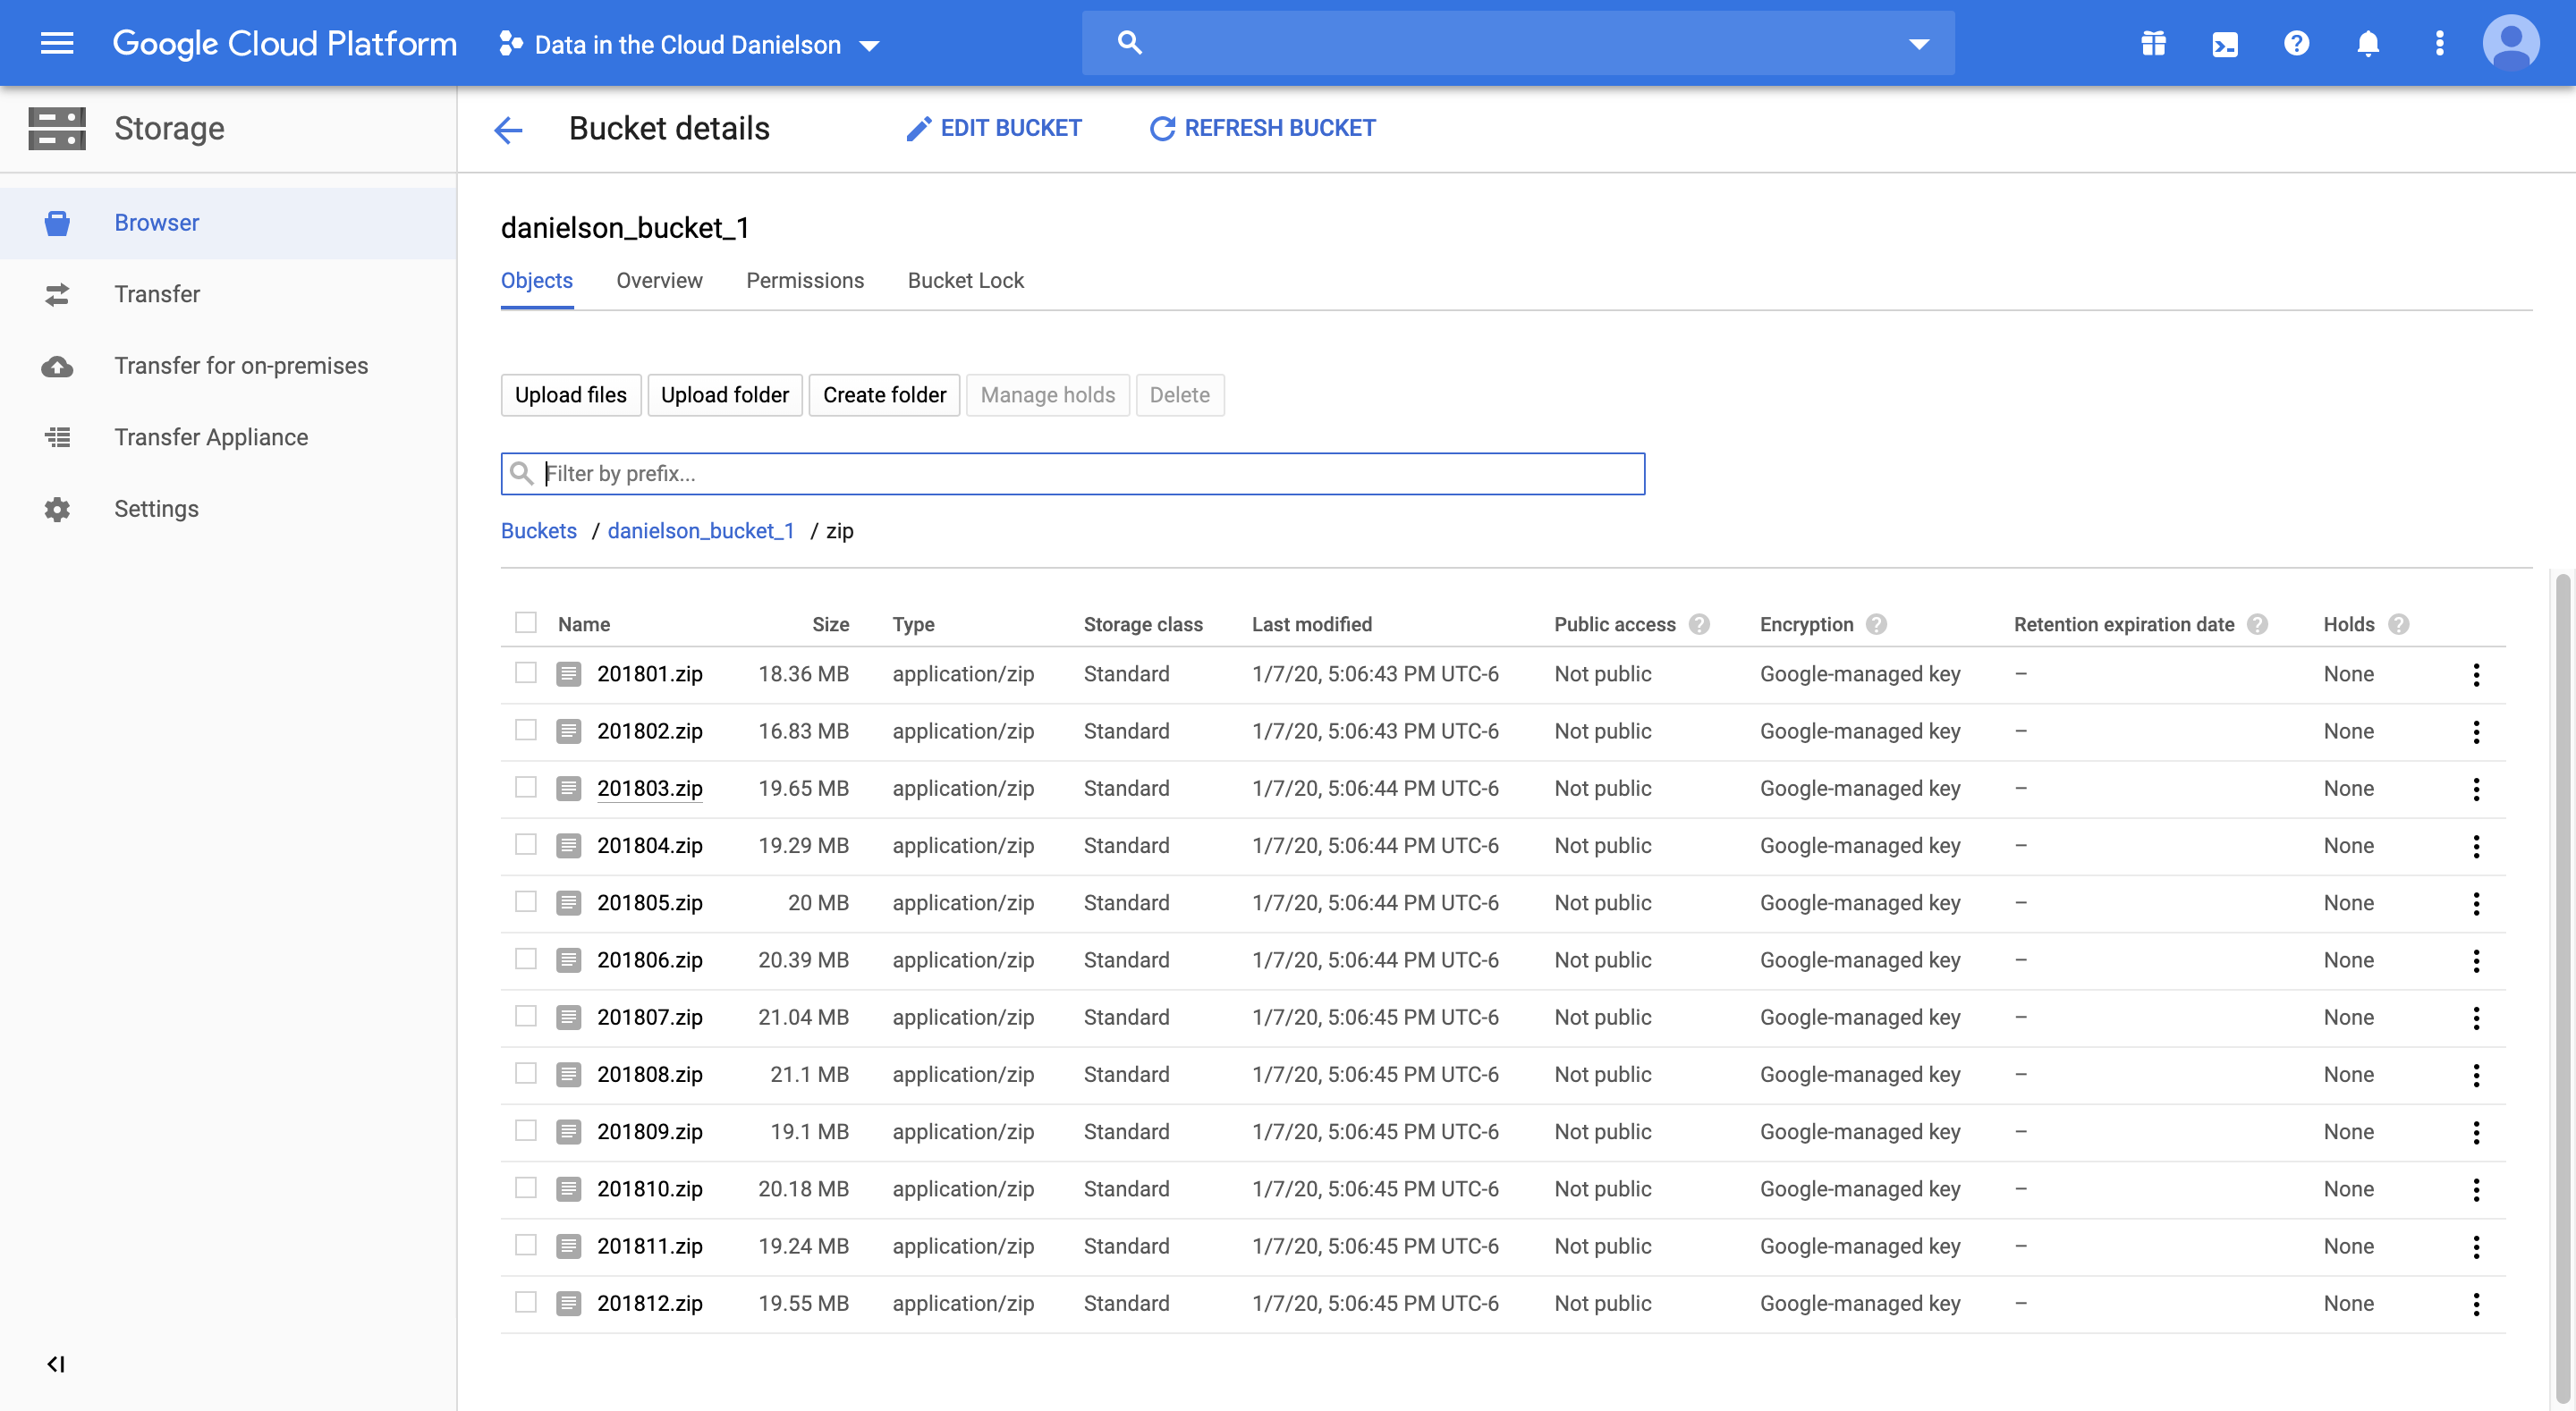 Google Cloud Platform Data in the Cloud Danielson
Storage
Bucket details EDIT BUCKET REFRESH BUCKET
Browser
Transfer
Transfer for on-premises
Transfer Appliance
Settings
danielson_bucket_1
Objects Overview Permissions Bucket Lock
Upload files Upload folder Create folder Manage holds Delete
Filter by prefix...
Buckets / danielson_bucket_1 / zip
Name Size Type Storage class Last modified Public access Encryption Retention expiration date Holds
201801.zip 18.36 MB application/zip Standard 1/7/20, 5:06:43 PM UTC-6 Not public Google-managed key – None
201802.zip 16.83 MB application/zip Standard 1/7/20, 5:06:43 PM UTC-6 Not public Google-managed key – None
201803.zip 19.65 MB application/zip Standard 1/7/20, 5:06:44 PM UTC-6 Not public Google-managed key – None
201804.zip 19.29 MB application/zip Standard 1/7/20, 5:06:44 PM UTC-6 Not public Google-managed key – None
201805.zip 20 MB application/zip Standard 1/7/20, 5:06:44 PM UTC-6 Not public Google-managed key – None
201806.zip 20.39 MB application/zip Standard 1/7/20, 5:06:44 PM UTC-6 Not public Google-managed key – None
201807.zip 21.04 MB application/zip Standard 1/7/20, 5:06:45 PM UTC-6 Not public Google-managed key – None
201808.zip 21.1 MB application/zip Standard 1/7/20, 5:06:45 PM UTC-6 Not public Google-managed key – None
201809.zip 19.1 MB application/zip Standard 1/7/20, 5:06:45 PM UTC-6 Not public Google-managed key – None
201810.zip 20.18 MB application/zip Standard 1/7/20, 5:06:45 PM UTC-6 Not public Google-managed key – None
201811.zip 19.24 MB application/zip Standard 1/7/20, 5:06:45 PM UTC-6 Not public Google-managed key – None
201812.zip 19.55 MB application/zip Standard 1/7/20, 5:06:45 PM UTC-6 Not public Google-managed key – None